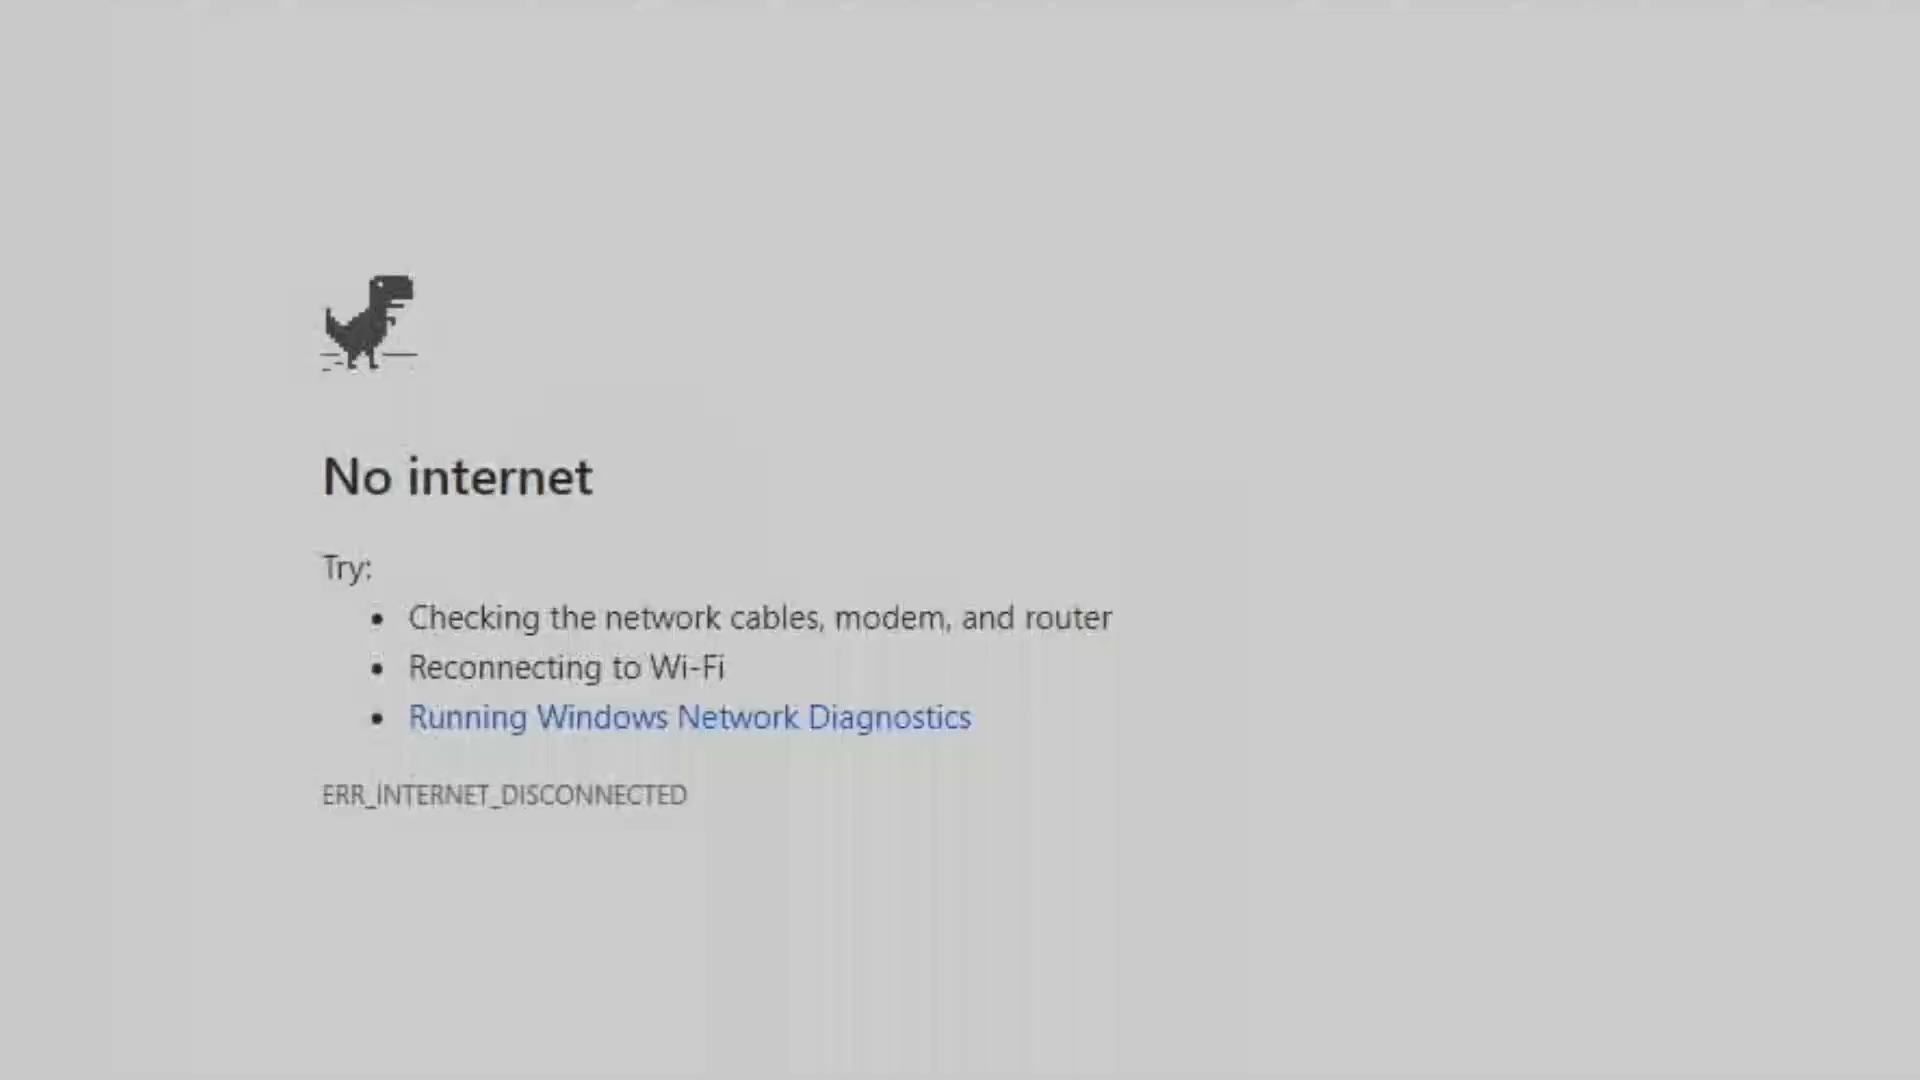 No internet
Try:
• Checking the network cables, modem, and router
• Reconnecting to Wi-Fi
• Running Windows Network Diagnostics
ERR_INTERNET_DISCONNECTED